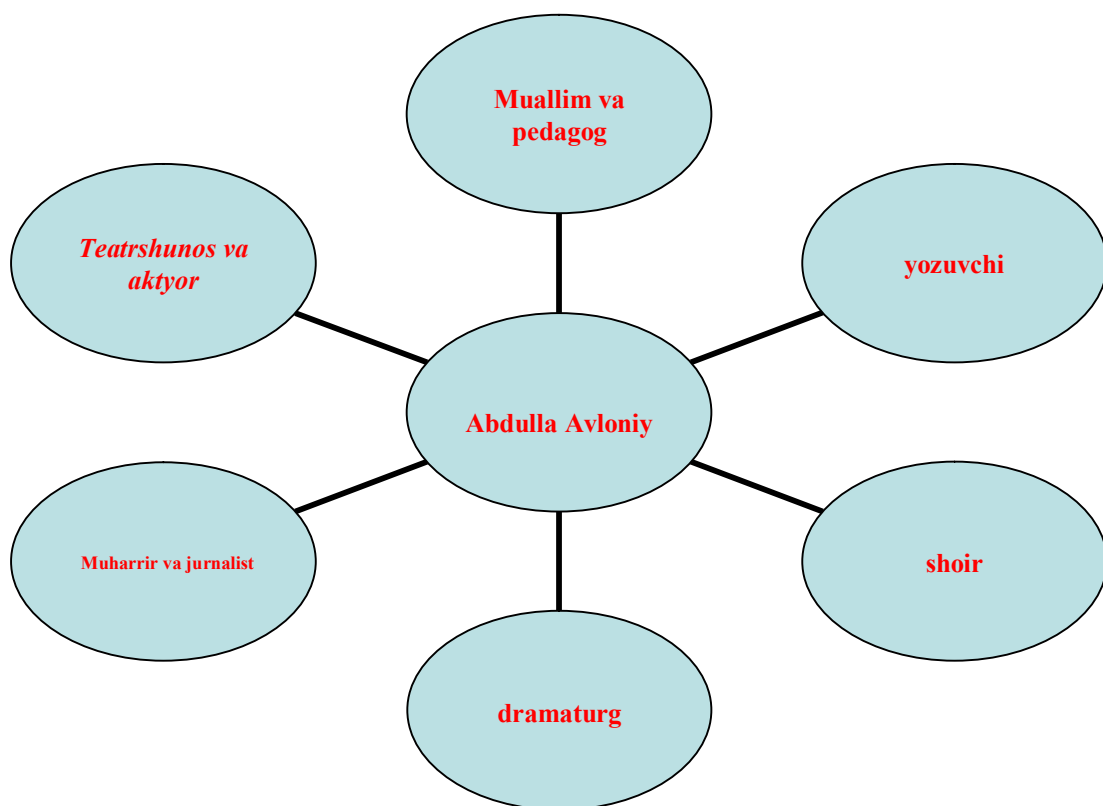 Muallim va
pedagog
Teatrshunos va
aktyor
yozuvchi
Abdulla Avloniy
Muharrir va jurnalist
shoir
dramaturg